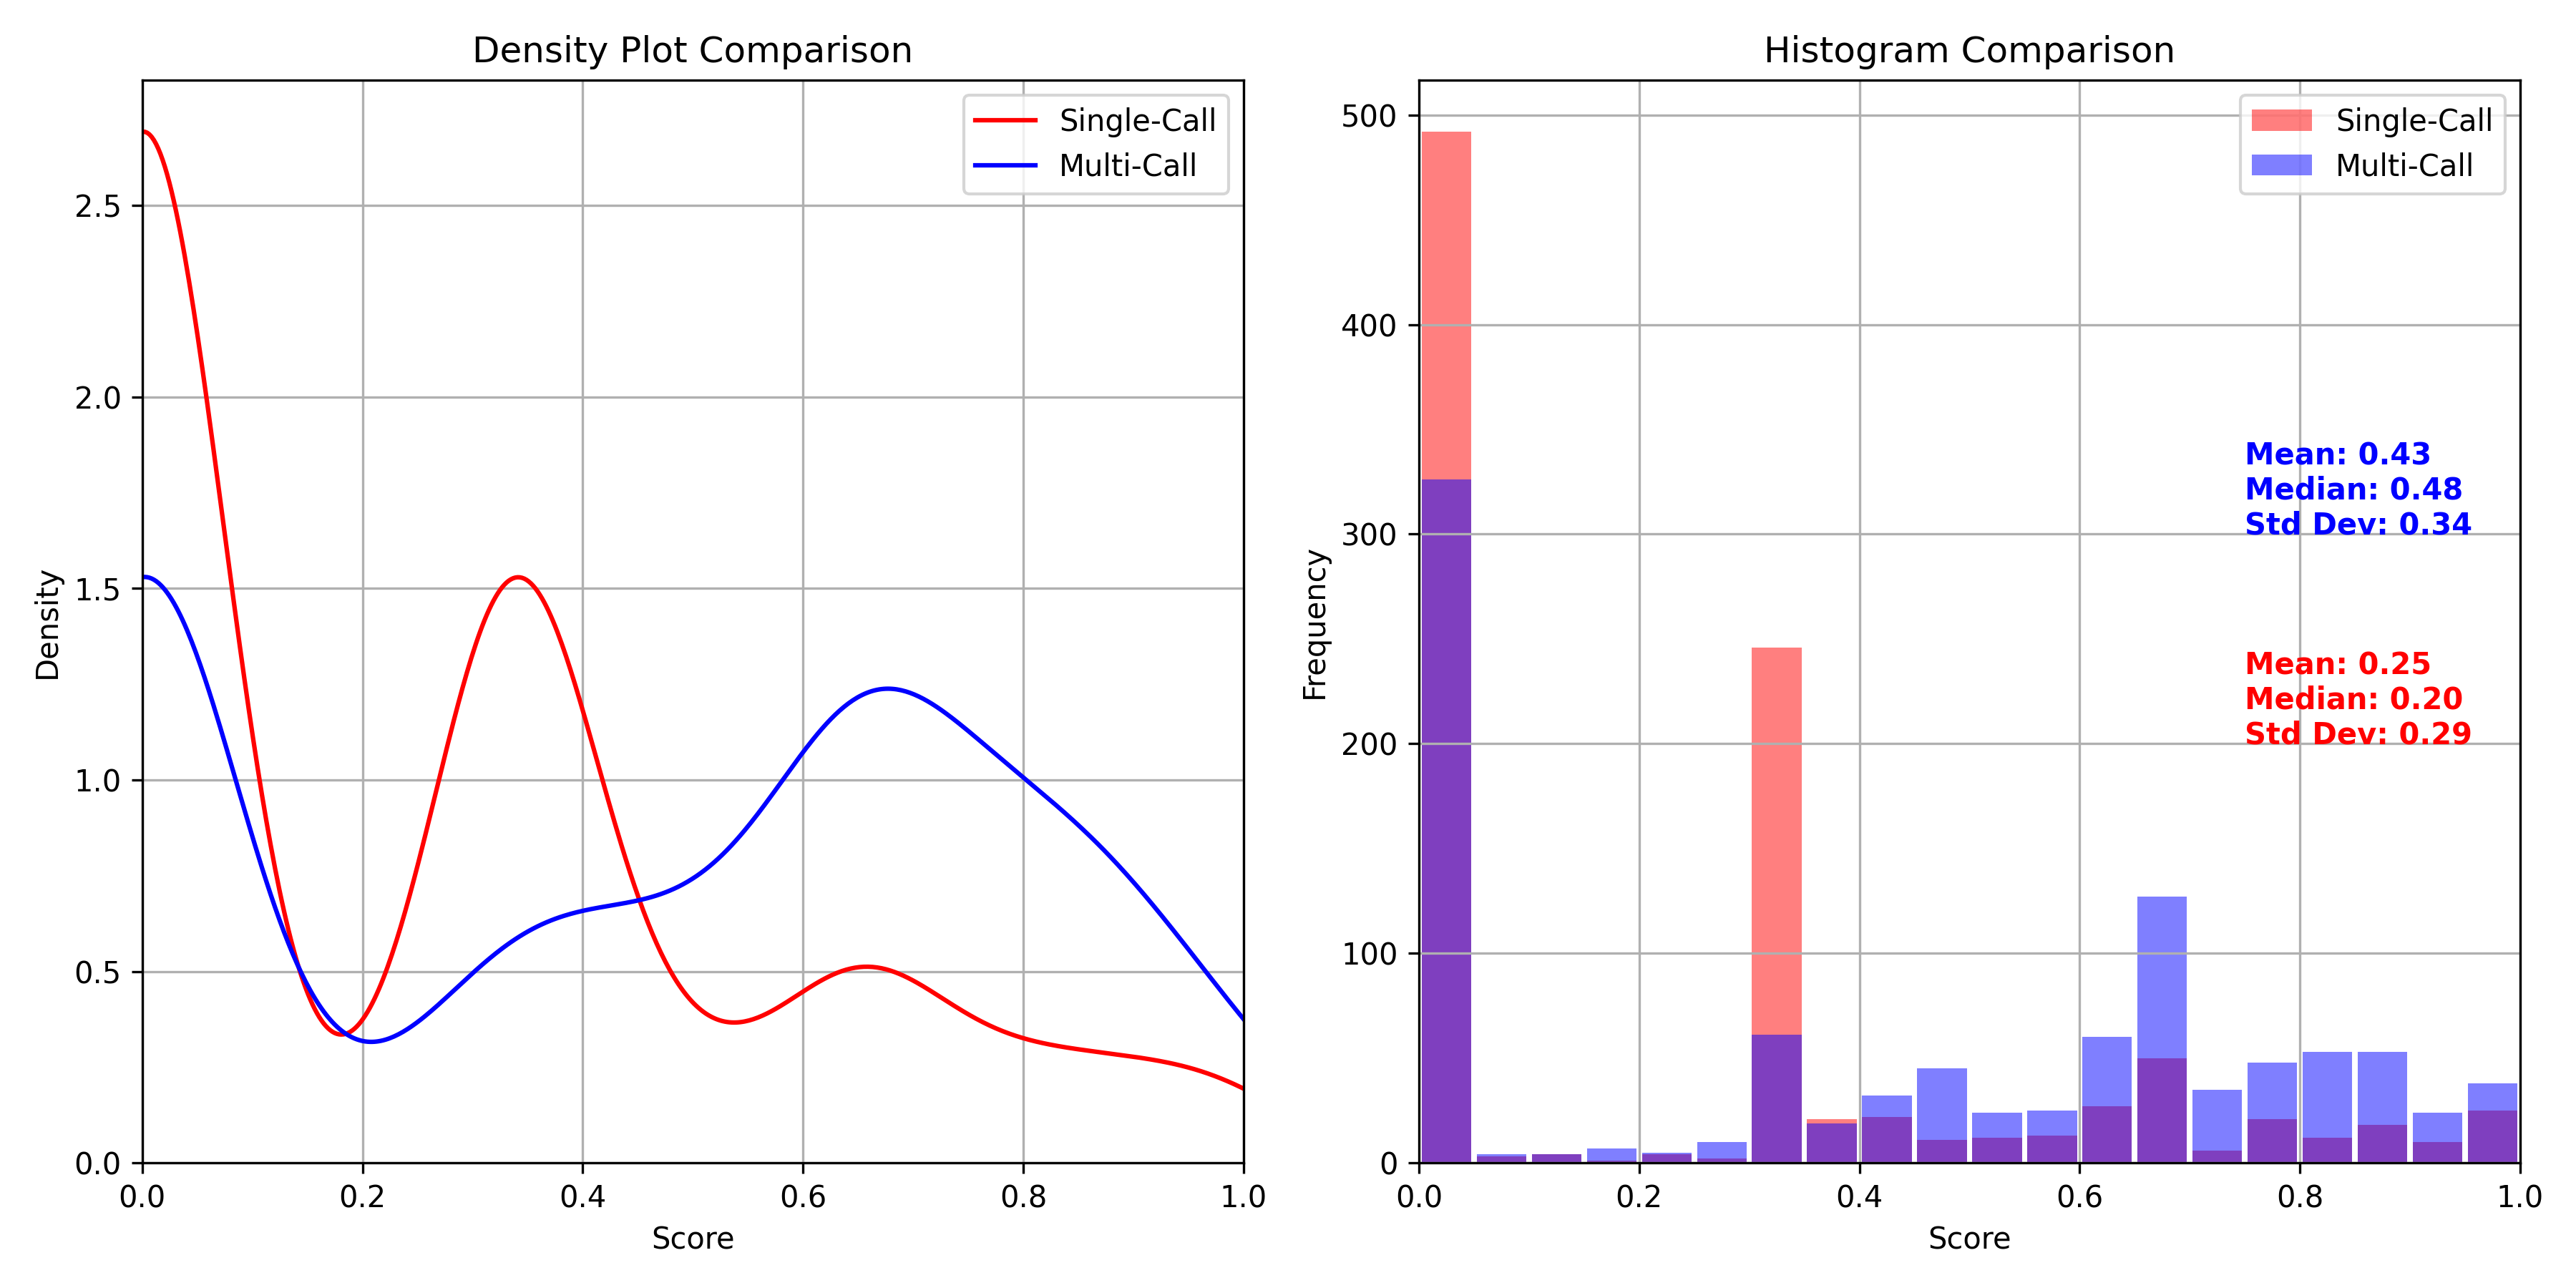 Density Plot Comparison
Single-Call
Multi-Call
Density
2.5
2.0
1.5
1.0
0.5
0.0
0.0 0.2 0.4 0.6 0.8 1.0
Score
Histogram Comparison
Single-Call
Multi-Call
Frequency
500
400
300
200
100
0
Mean: 0.43
Median: 0.48
Std Dev: 0.34
Mean: 0.25
Median: 0.20
Std Dev: 0.29
0.0 0.2 0.4 0.6 0.8 1.0
Score